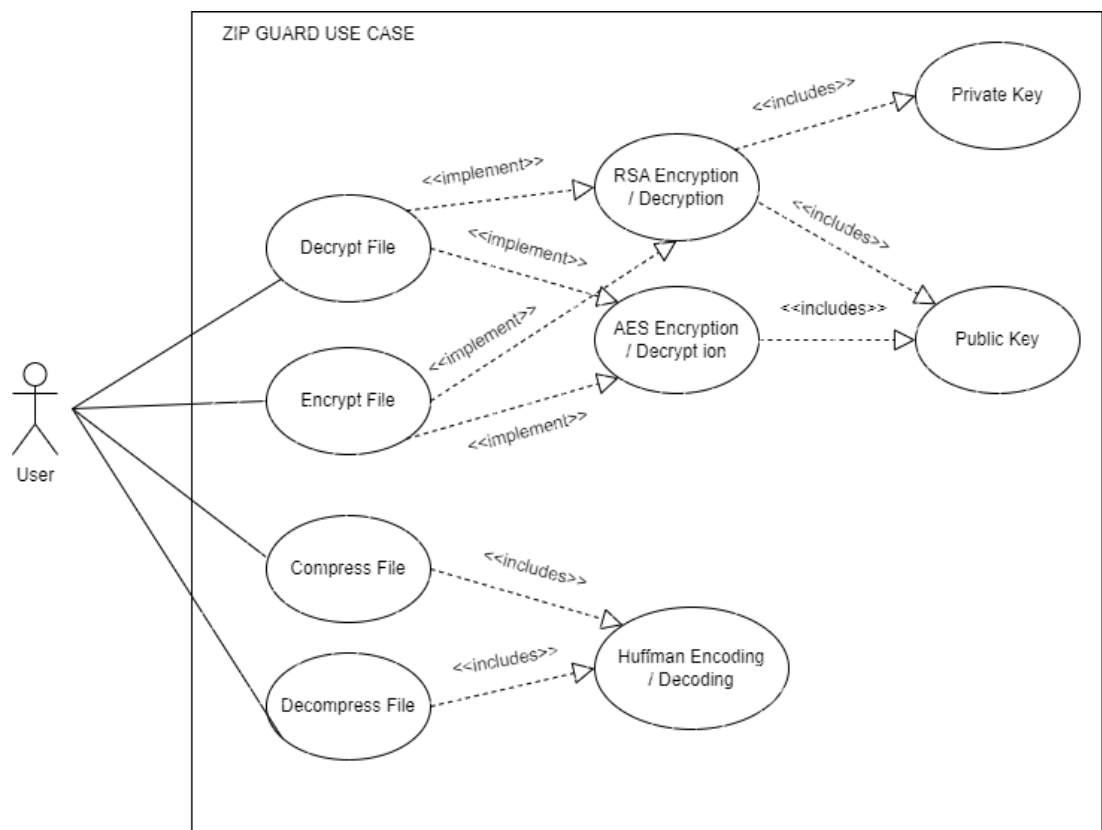 ZIP GUARD USE CASE
<<includes>>
Private Key
<<implement>>
RSA Encryption
/ Decryption
<<includes>>
Decrypt File
<<implement>>
<<includes>>
AES Encryption
/ Decrypt ion
Public Key
<<implement>>
Encrypt File
<<implement>>
User
Compress File
<<includes>>
<<includes>>
Huffman Encoding
/ Decoding
Decompress File